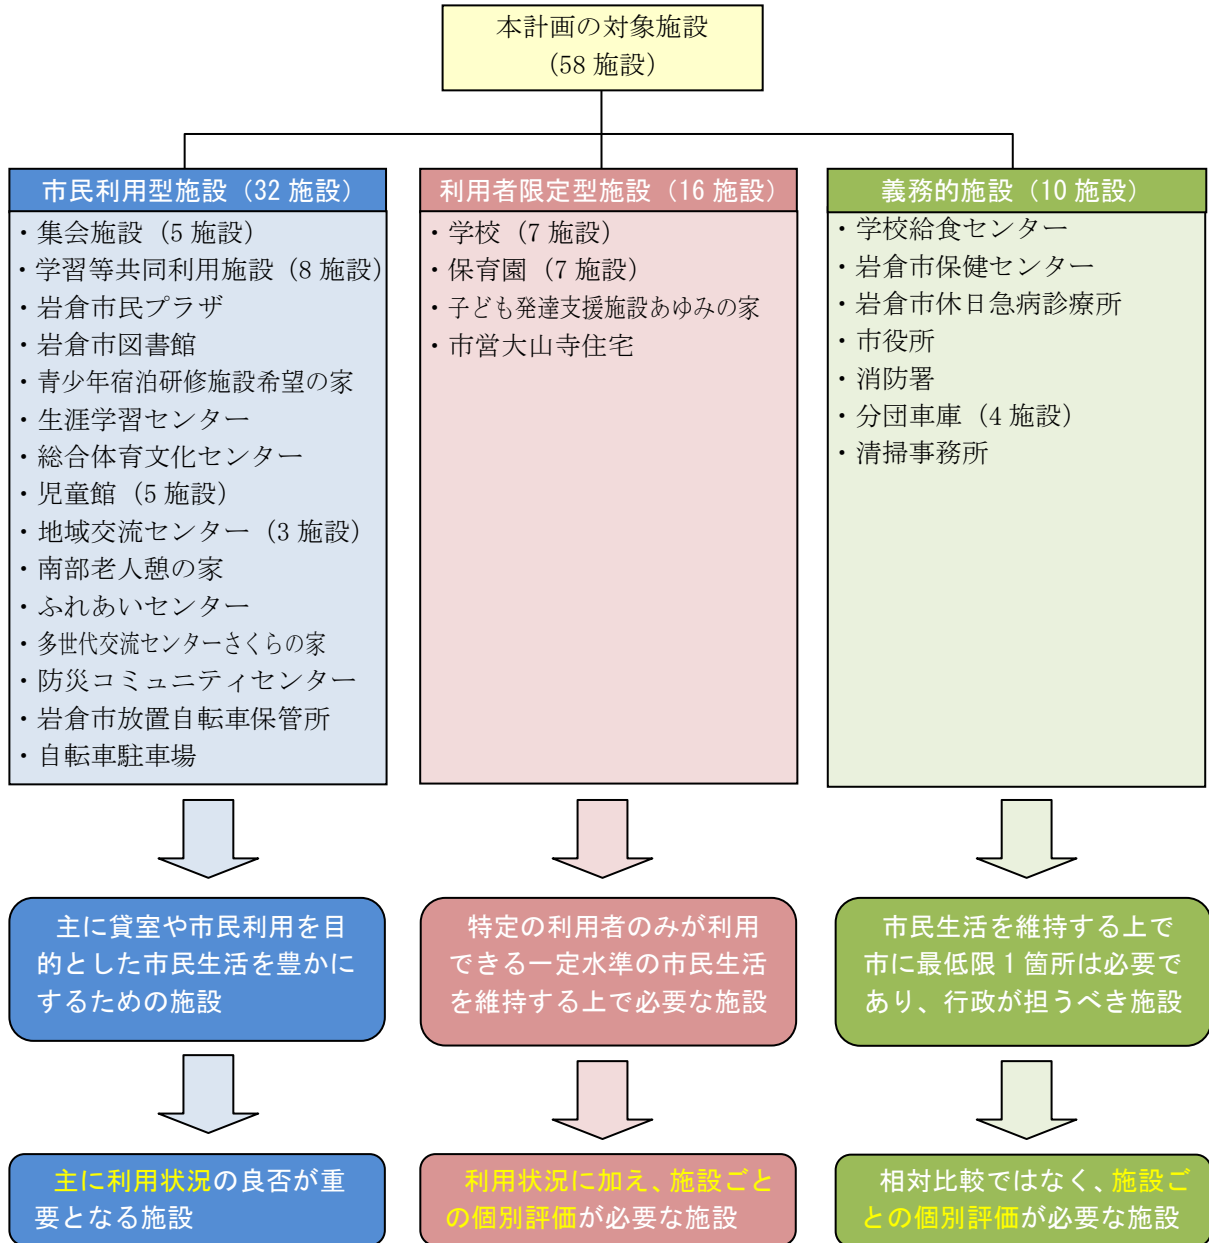 本計画の対象施設
（58 施設）
市民利用型施設（32 施設）
・集会施設（5 施設）
・学習等共同利用施設（8 施設）
・岩倉市民プラザ
・岩倉市図書館
・青少年宿泊研修施設希望の家
・生涯学習センター
・総合体育文化センター
・児童館（5 施設）
・地域交流センター（3 施設）
・南部老人憩の家
・ふれあいセンター
・多世代交流センターさくらの家
・防災コミュニティセンター
・岩倉市放置自転車保管所
・自転車駐車場
主に貸室や市民利用を目
的とした市民生活を豊かに
するための施設
主に利用状況の良否が重
要となる施設
利用者限定型施設（16 施設）
・学校（7 施設）
・保育園（7 施設）
・子ども発達支援施設あゆみの家
・市営大山寺住宅
特定の利用者のみが利用
できる一定水準の市民生活
を維持する上で必要な施設
利用状況に加え、施設ごと
の個別評価が必要な施設
義務的施設（10 施設）
・学校給食センター
・岩倉市保健センター
・岩倉市休日急病診療所
・市役所
・消防署
・分団車庫（4 施設）
・清掃事務所
市民生活を維持する上で
市に最低限 1 箇所は必要で
あり、行政が担うべき施設
相対比較ではなく、施設ご
との個別評価が必要な施設